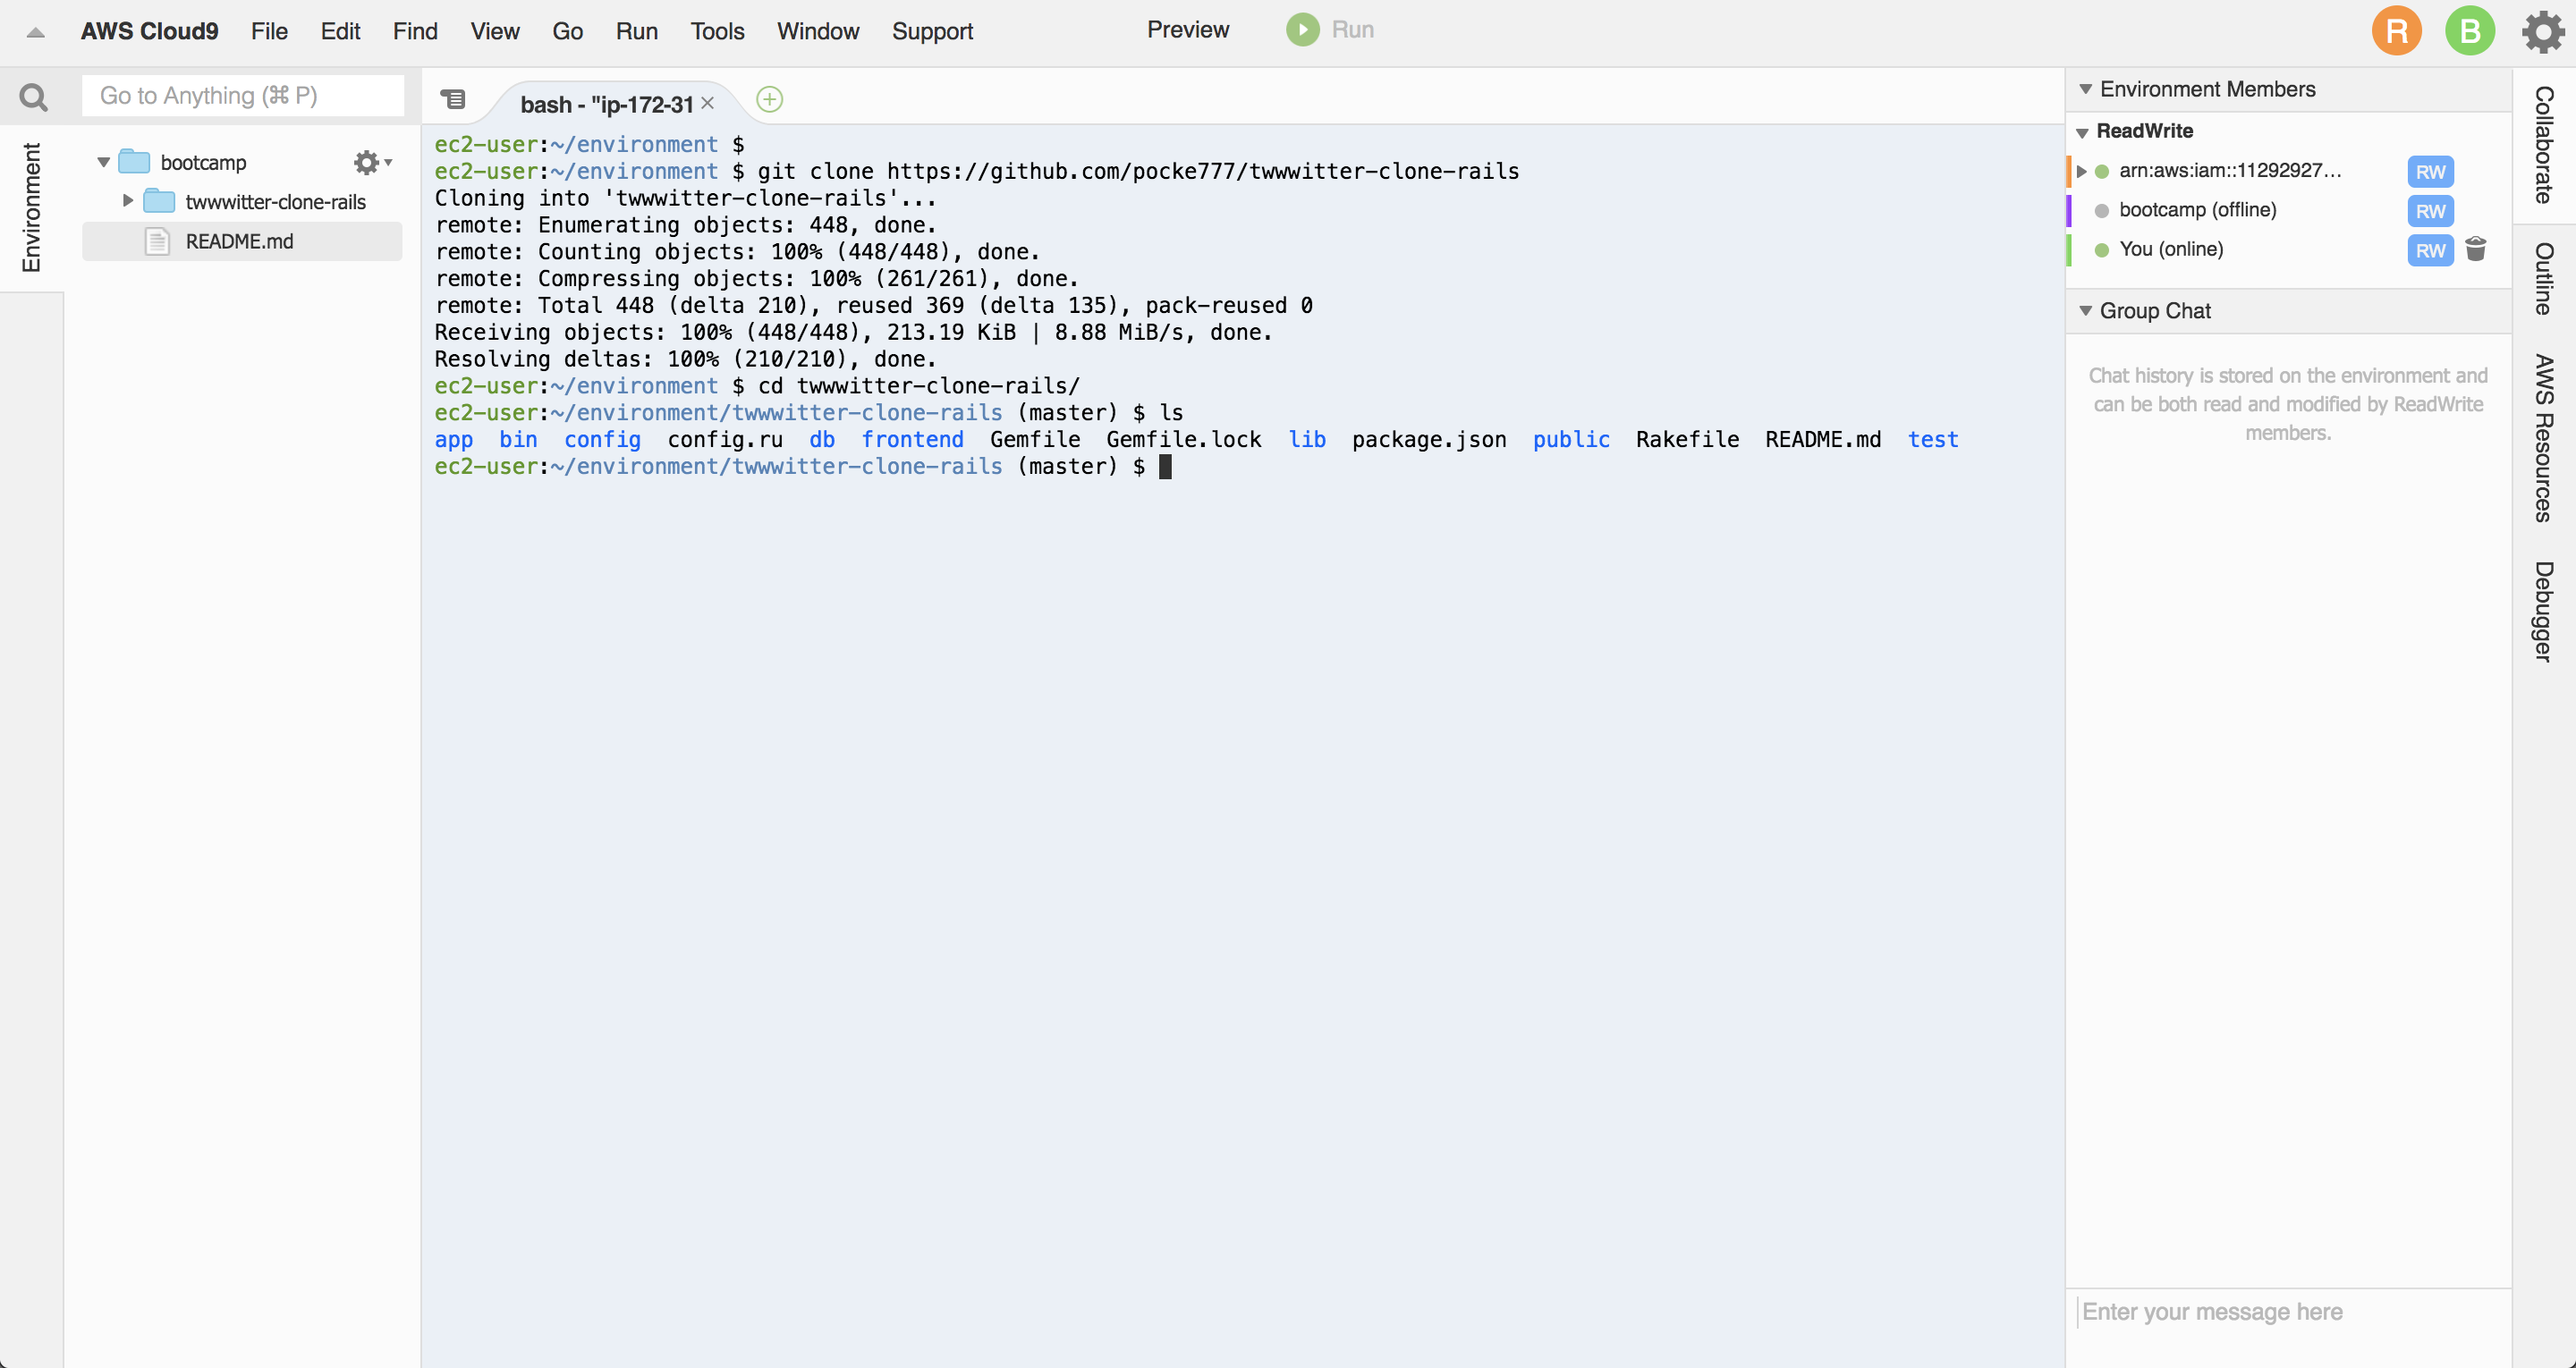 AWS Cloud9 File Edit Find View Go Run Tools Window Support Preview Run R B
Go to Anything (⌘ P)
Environment
bootcamp
twwwitter-clone-rails
README.md
bash - "ip-172-31
ec2-user:~/environment $
ec2-user:~/environment $ git clone https://github.com/pocke777/twwwitter-clone-rails
Cloning into 'twwwitter-clone-rails'...
remote: Enumerating objects: 448, done.
remote: Counting objects: 100% (448/448), done.
remote: Compressing objects: 100% (261/261), done.
remote: Total 448 (delta 210), reused 369 (delta 135), pack-reused 0
Receiving objects: 100% (448/448), 213.19 KiB | 8.88 MiB/s, done.
Resolving deltas: 100% (210/210), done.
ec2-user:~/environment $ cd twwwitter-clone-rails/
ec2-user:~/environment/twwwitter-clone-rails (master) $ ls
app bin config config.ru db frontend Gemfile Gemfile.lock lib package.json public Rakefile README.md test
ec2-user:~/environment/twwwitter-clone-rails (master) $
Environment Members
ReadWrite
arn:aws:iam::11292927... RW
bootcamp (offline) RW
You (online) RW
Group Chat
Chat history is stored on the environment and
can be both read and modified by ReadWrite
members.
Enter your message here
Collaborate
Outline
AWS Resources
Debugger